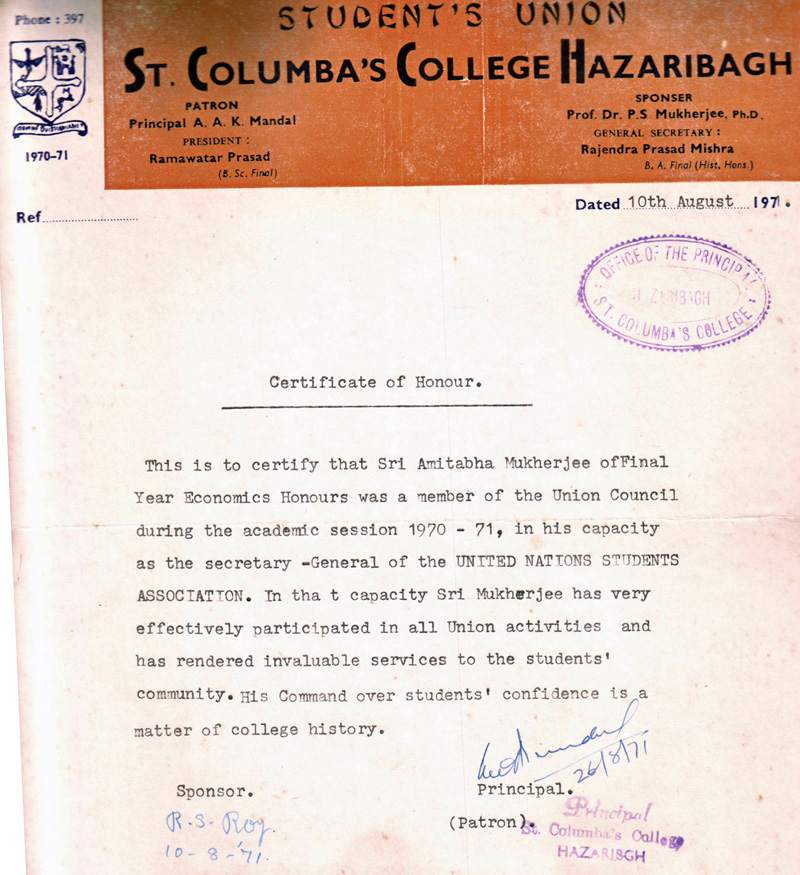 Phone : 397
STUDENT'S UNION
ST. COLUMBA'S COLLEGE HAZARIBAGH
PATRON
Principal A. A. K. Mandal
PRESIDENT :
Ramawatar Prasad
(B. Sc. Final)
SPONSER
Prof. Dr. P.S Mukherjee, Ph.D.
GENERAL SECRETARY :
Rajendra Prasad Mishra
B. A. Final (Hist. Hons.)
1970-71
Ref..........................
Dated 10th August 1971.
OFFICE OF THE PRINCIPAL
ZARIBAGH
ST. COLUMBA'S COLLEGE
Certificate of Honour.
This is to certify that Sri Amitabha Mukherjee ofFinal
Year Economics Honours was a member of the Union Council
during the academic session 1970 - 71, in his capacity
as the secretary -General of the UNITED NATIONS STUDENTS
ASSOCIATION. In tha t capacity Sri Mukherjee has very
effectively participated in all Union activities and
has rendered invaluable services to the students'
community. His Command over students' confidence is a
matter of college history.
26/8/71
Sponsor.
Principal.
R.S. Roy.
10-8-'71.
(Patron).
Principal
St. Columba's College
HAZARIBGH